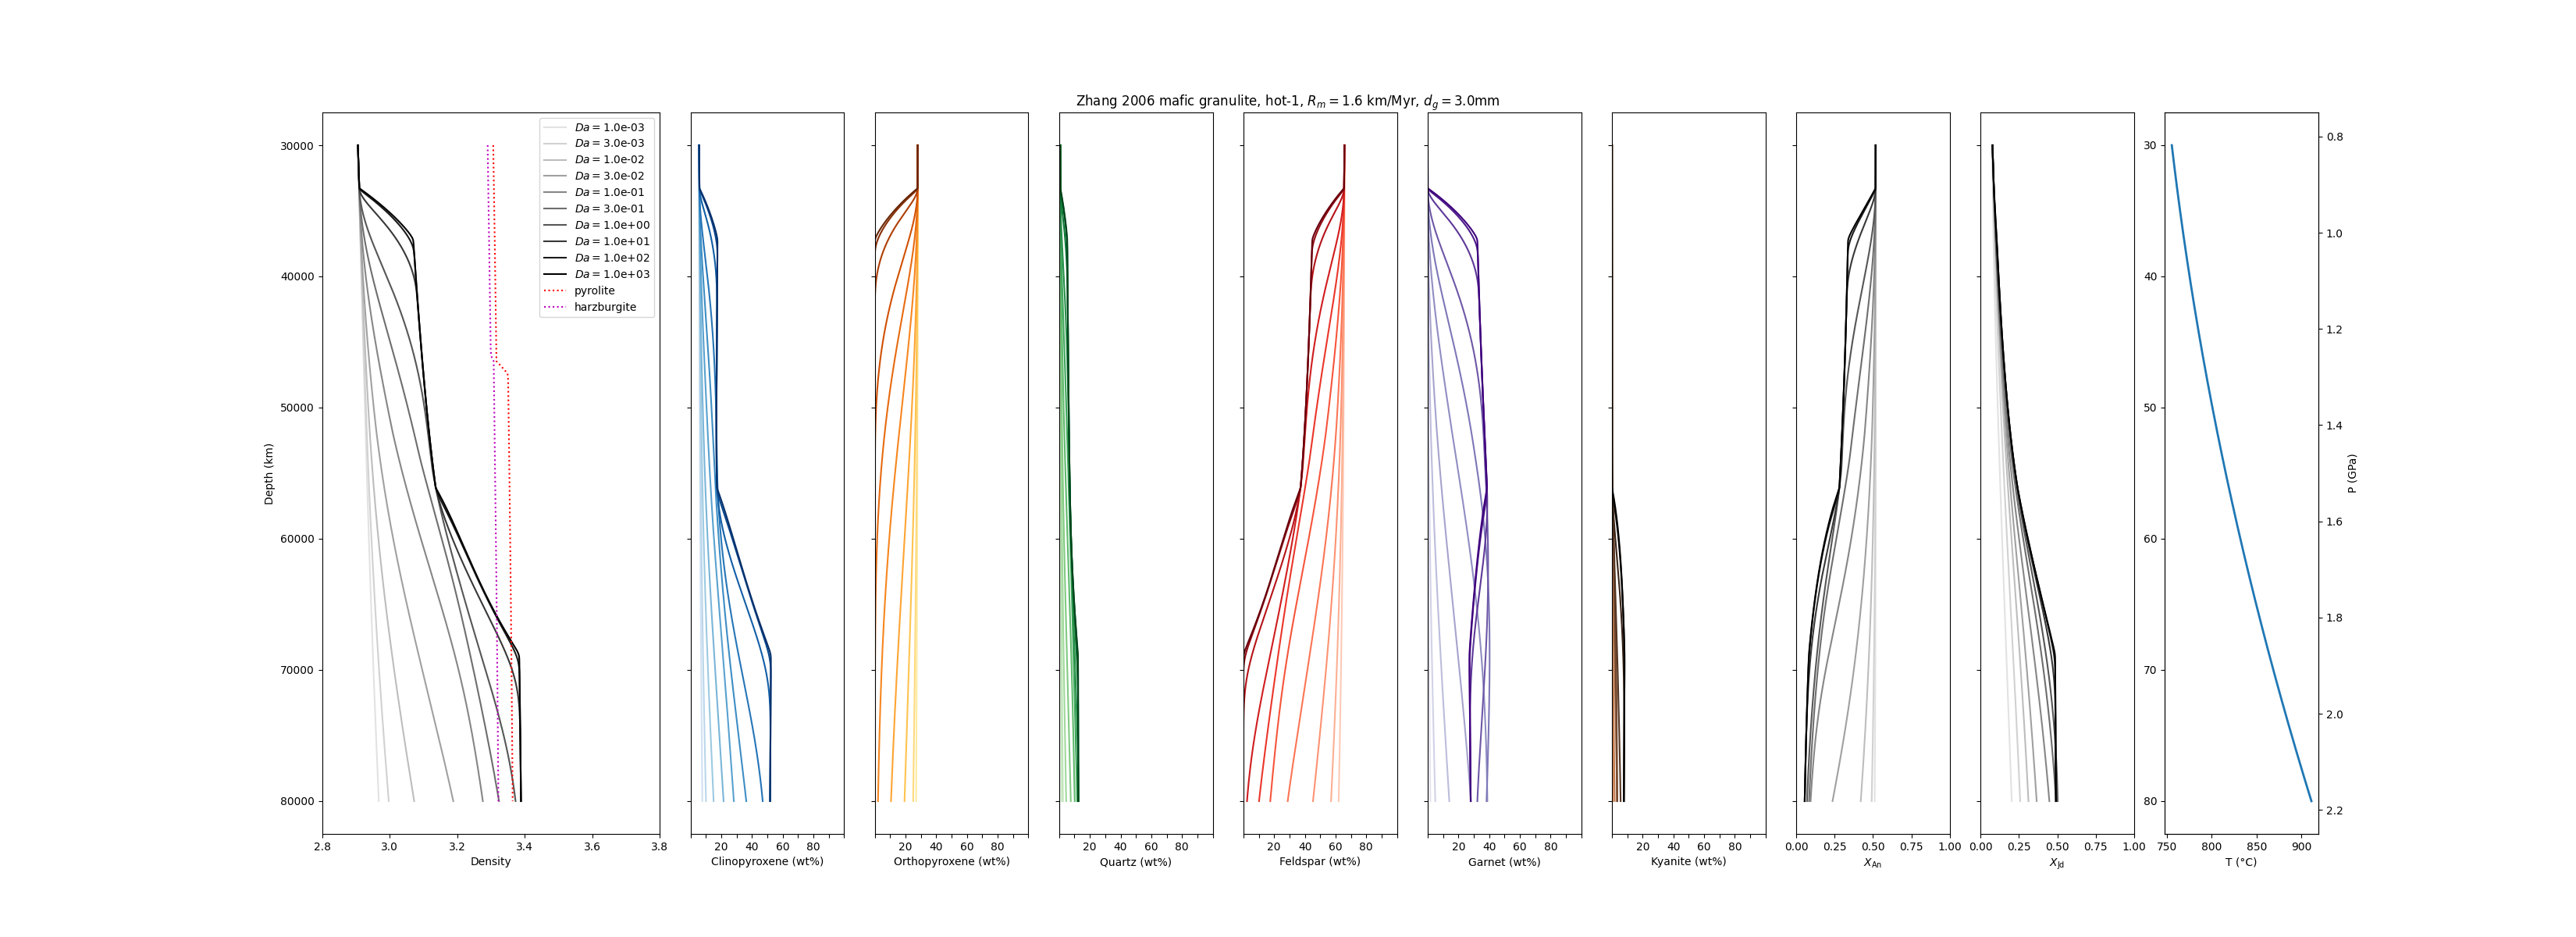 Zhang 2006 mafic granulite, hot-1, $R_m = 1.6$ km/Myr, $d_g = 3.0$mm
Da = 1.0e-03
Da = 3.0e-03
Da = 1.0e-02
Da = 3.0e-02
Da = 1.0e-01
Da = 3.0e-01
Da = 1.0e+00
Da = 1.0e+01
Da = 1.0e+02
Da = 1.0e+03
pyrolite
harzburgite
Depth (km)
30000
40000
50000
60000
70000
80000
2.8 3.0 3.2 3.4 3.6 3.8
Density
20 40 60 80
Clinopyroxene (wt%)
20 40 60 80
Orthopyroxene (wt%)
20 40 60 80
Quartz (wt%)
20 40 60 80
Feldspar (wt%)
20 40 60 80
Garnet (wt%)
20 40 60 80
Kyanite (wt%)
0.00 0.25 0.50 0.75 1.00
$X_{An}$
0.00 0.25 0.50 0.75 1.00
$X_{Jd}$
30
40
50
60
70
80
750 800 850 900
T (°C)
0.8
1.0
1.2
1.4
1.6
1.8
2.0
2.2
P (GPa)